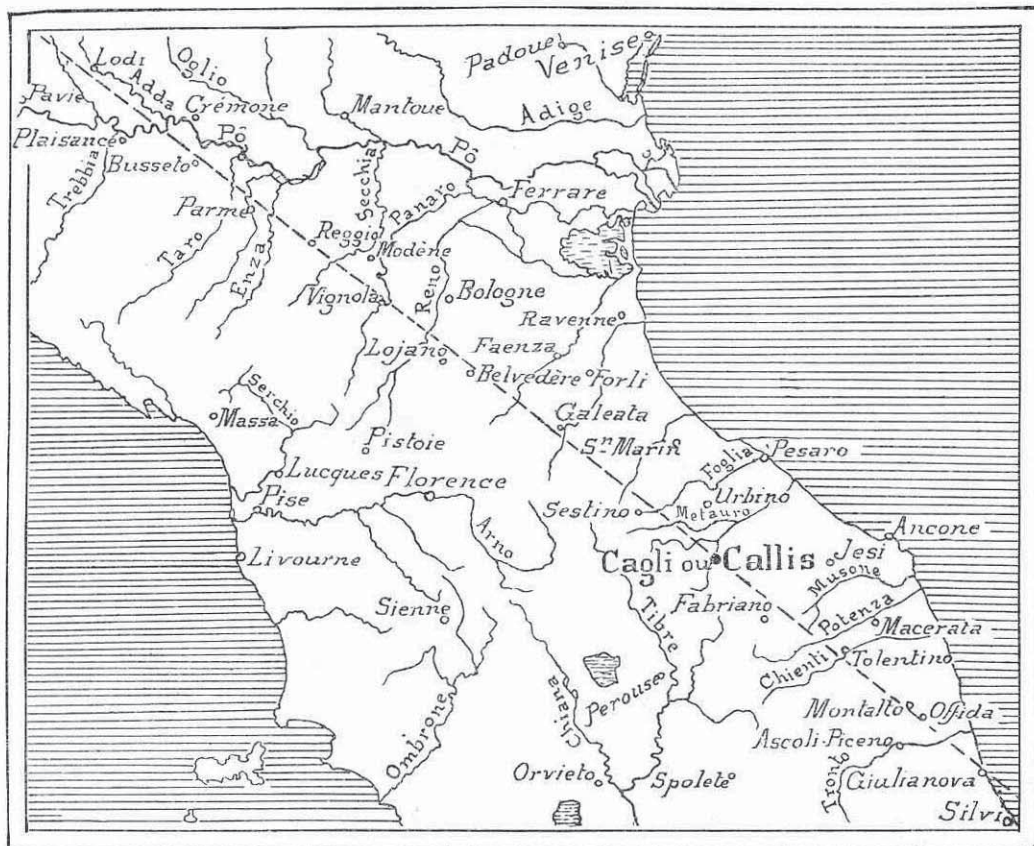 Lodi
Adda
Oglio
Padoue
Venise
Pavie
Crémone
Mantoue
Adige
Plaisance
Pô
Pô
Busseto
Trebbia
Secchia
Panaro
Ferrare
Parme
Taro
Enza
Reggio
Modène
Reno
Vignola
Bologne
Ravenne
Lojano
Faenza
Belvédère
Forli
Serchio
Massa
Galeata
Pistoie
Sn Marin
Foglia
Pesaro
Lucques
Florence
Urbino
Pise
Sestino
Metauro
Ancone
Arno
Livourne
Cagli ou Callis
Jesi
Musone
Sienne
Tibre
Fabriano
Potenza
Macerata
Chienti
Tolentino
Chiana
Perouse
Ombrone
Montalto
Offida
Ascoli-Piceno
Orvieto
Spolete
Tronto
Giulianova
Silvi